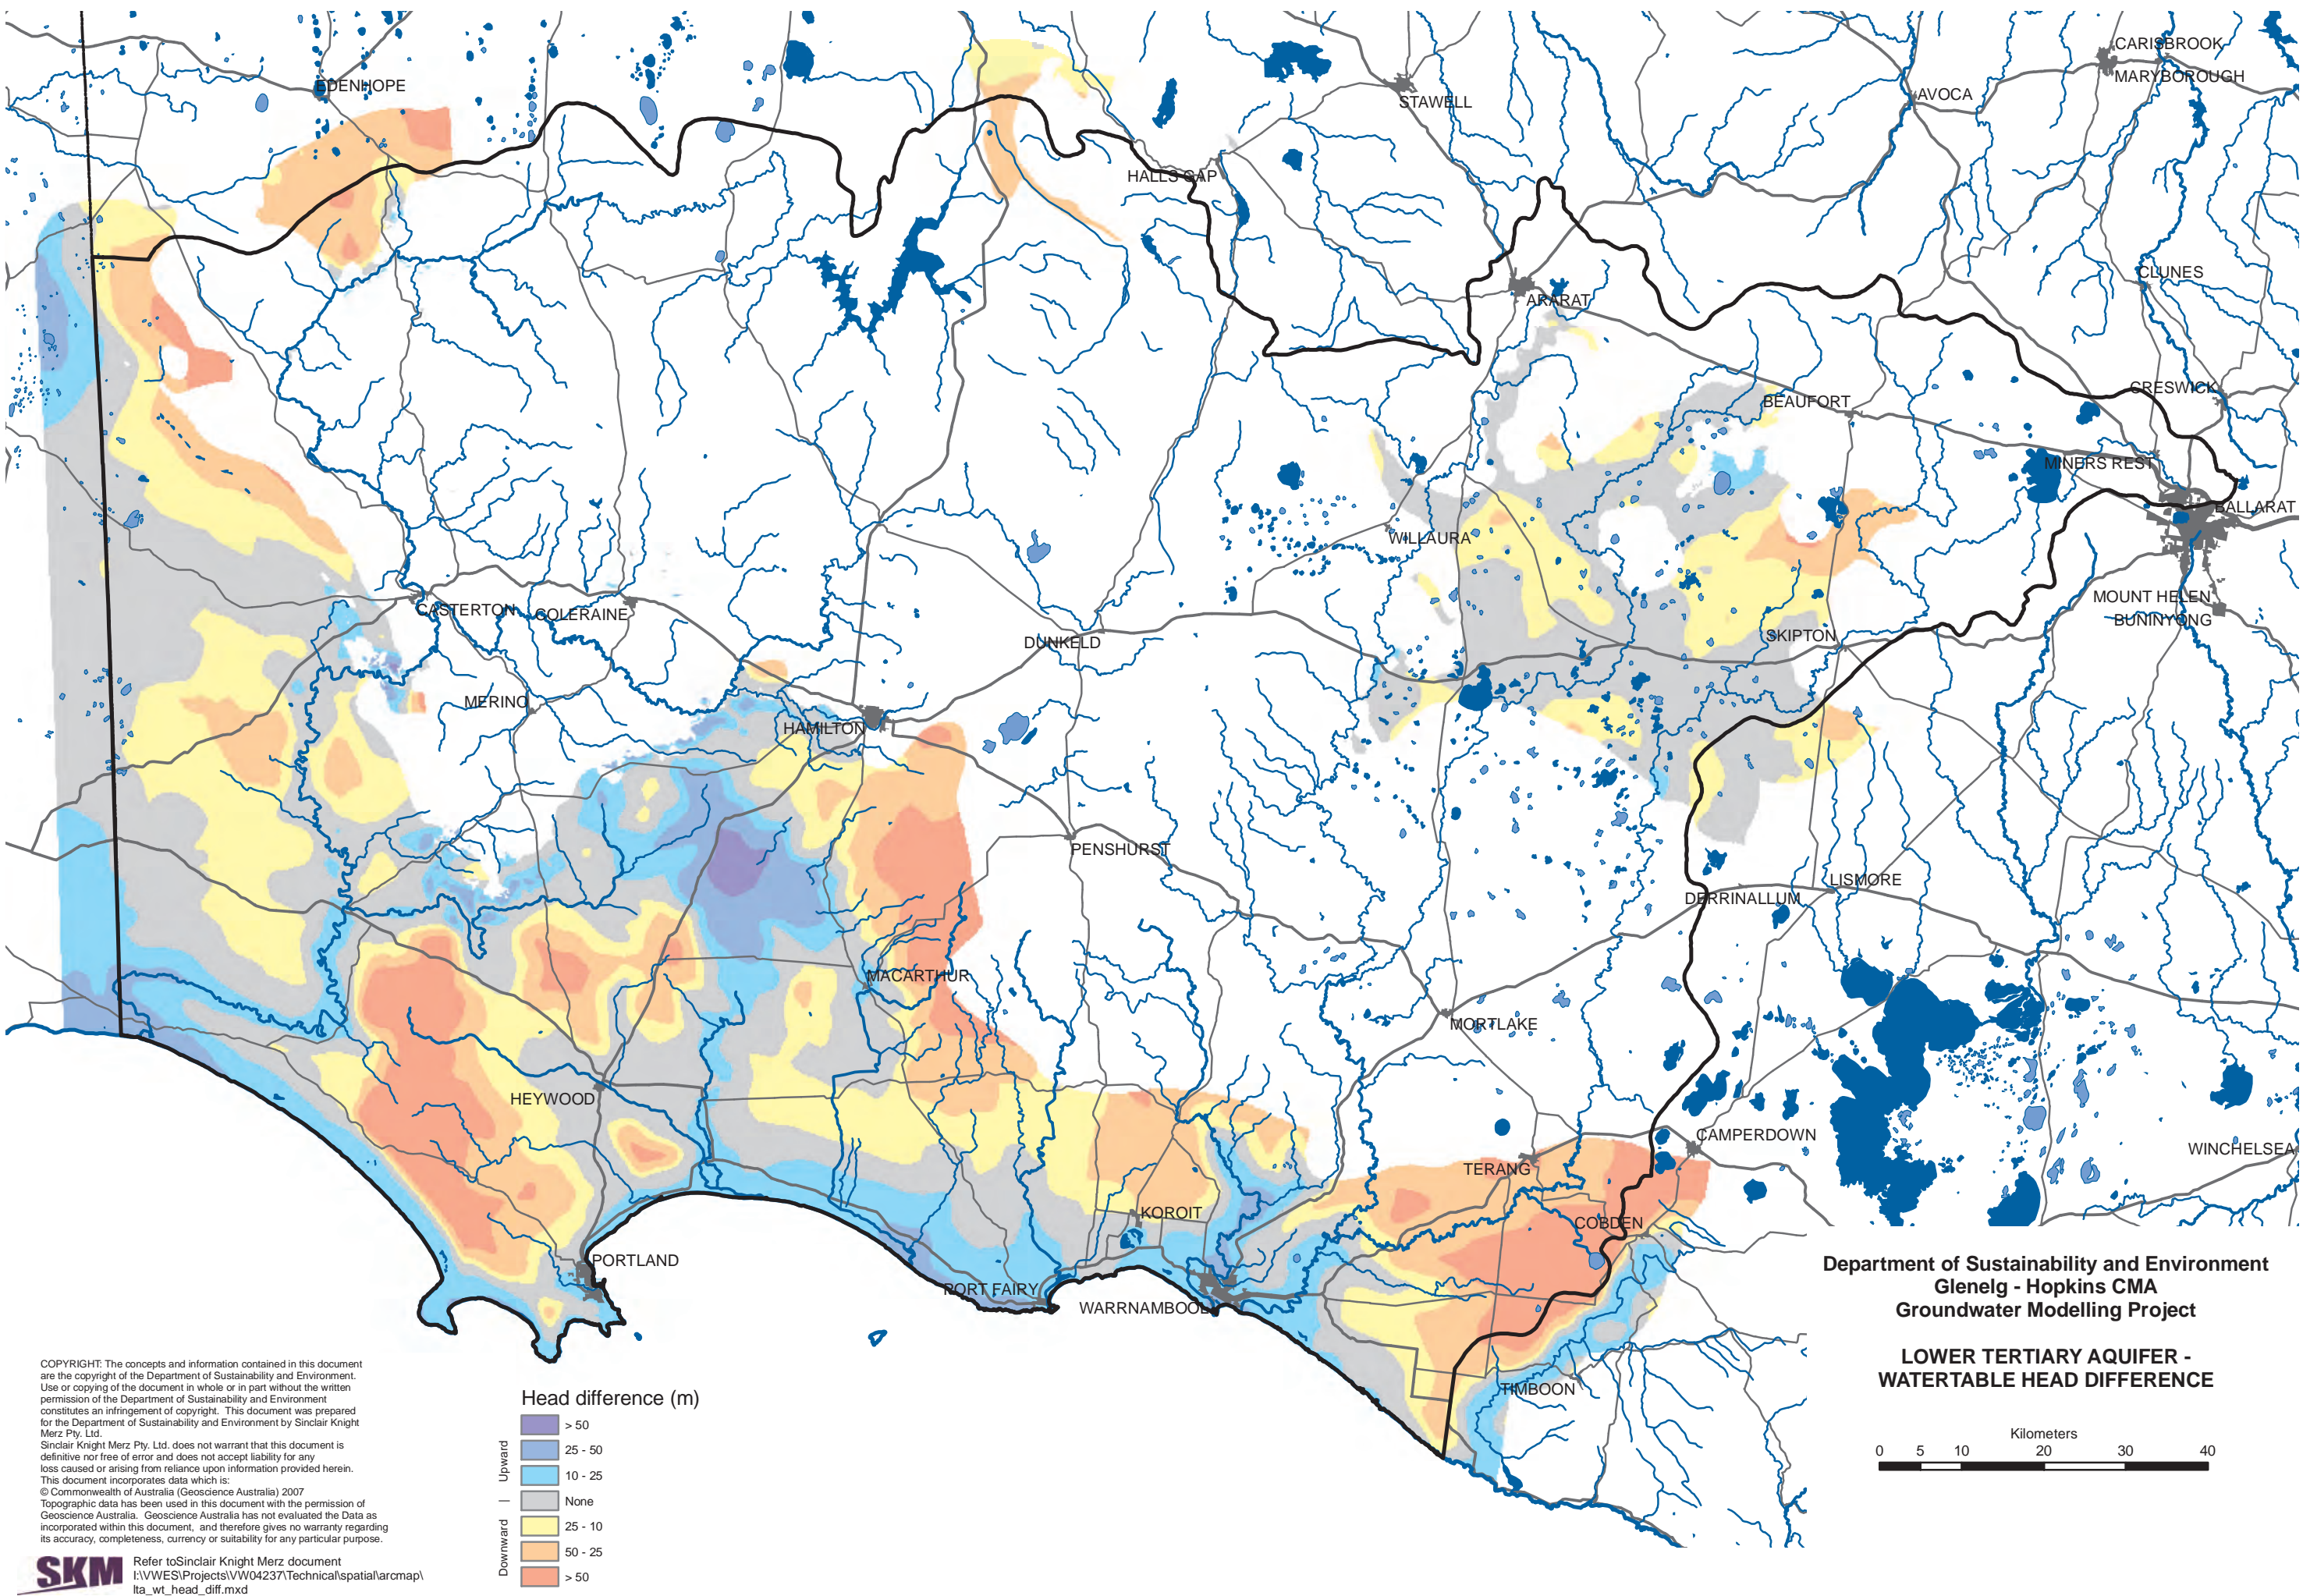 EDENHOPE
CARISBROOK
MARYBOROUGH
STAWELL
AVOCA
HALLS GAP
CLUNES
ARARAT
CRESWICK
BEAUFORT
MINERS REST
BALLARAT
WILLAURA
MOUNT HELEN
BUNINYONG
CASTERTON
COLERAINE
DUNKELD
SKIPTON
MERINO
HAMILTON
PENSHURST
LISMORE
DERRINALLUM
MACARTHUR
MORTLAKE
HEYWOOD
CAMPERDOWN
WINCHELSEA
TERANG
KOROIT
COBDEN
PORTLAND
PORT FAIRY
WARRNAMBOOL
TIMBOON
Department of Sustainability and Environment
Glenelg - Hopkins CMA
Groundwater Modelling Project
LOWER TERTIARY AQUIFER -
WATERTABLE HEAD DIFFERENCE
Kilometers
0 5 10 20 30 40
COPYRIGHT: The concepts and information contained in this document
are the copyright of the Department of Sustainability and Environment.
Use or copying of the document in whole or in part without the written
permission of the Department of Sustainability and Environment
constitutes an infringement of copyright. This document was prepared
for the Department of Sustainability and Environment by Sinclair Knight
Merz Pty. Ltd.
Sinclair Knight Merz Pty. Ltd. does not warrant that this document is
definitive nor free of error and does not accept liability for any
loss caused or arising from reliance upon information provided herein.
This document incorporates data which is:
© Commonwealth of Australia (Geoscience Australia) 2007
Topographic data has been used in this document with the permission of
Geoscience Australia. Geoscience Australia has not evaluated the Data as
incorporated within this document, and therefore gives no warranty regarding
its accuracy, completeness, currency or suitability for any particular purpose.
SKM
Refer toSinclair Knight Merz document
I:\VWES\Projects\VW04237\Technical\spatial\arcmap\
lta_wt_head_diff.mxd
Head difference (m)
Upward
> 50
25 - 50
10 - 25
| None
Downward
25 - 10
50 - 25
> 50